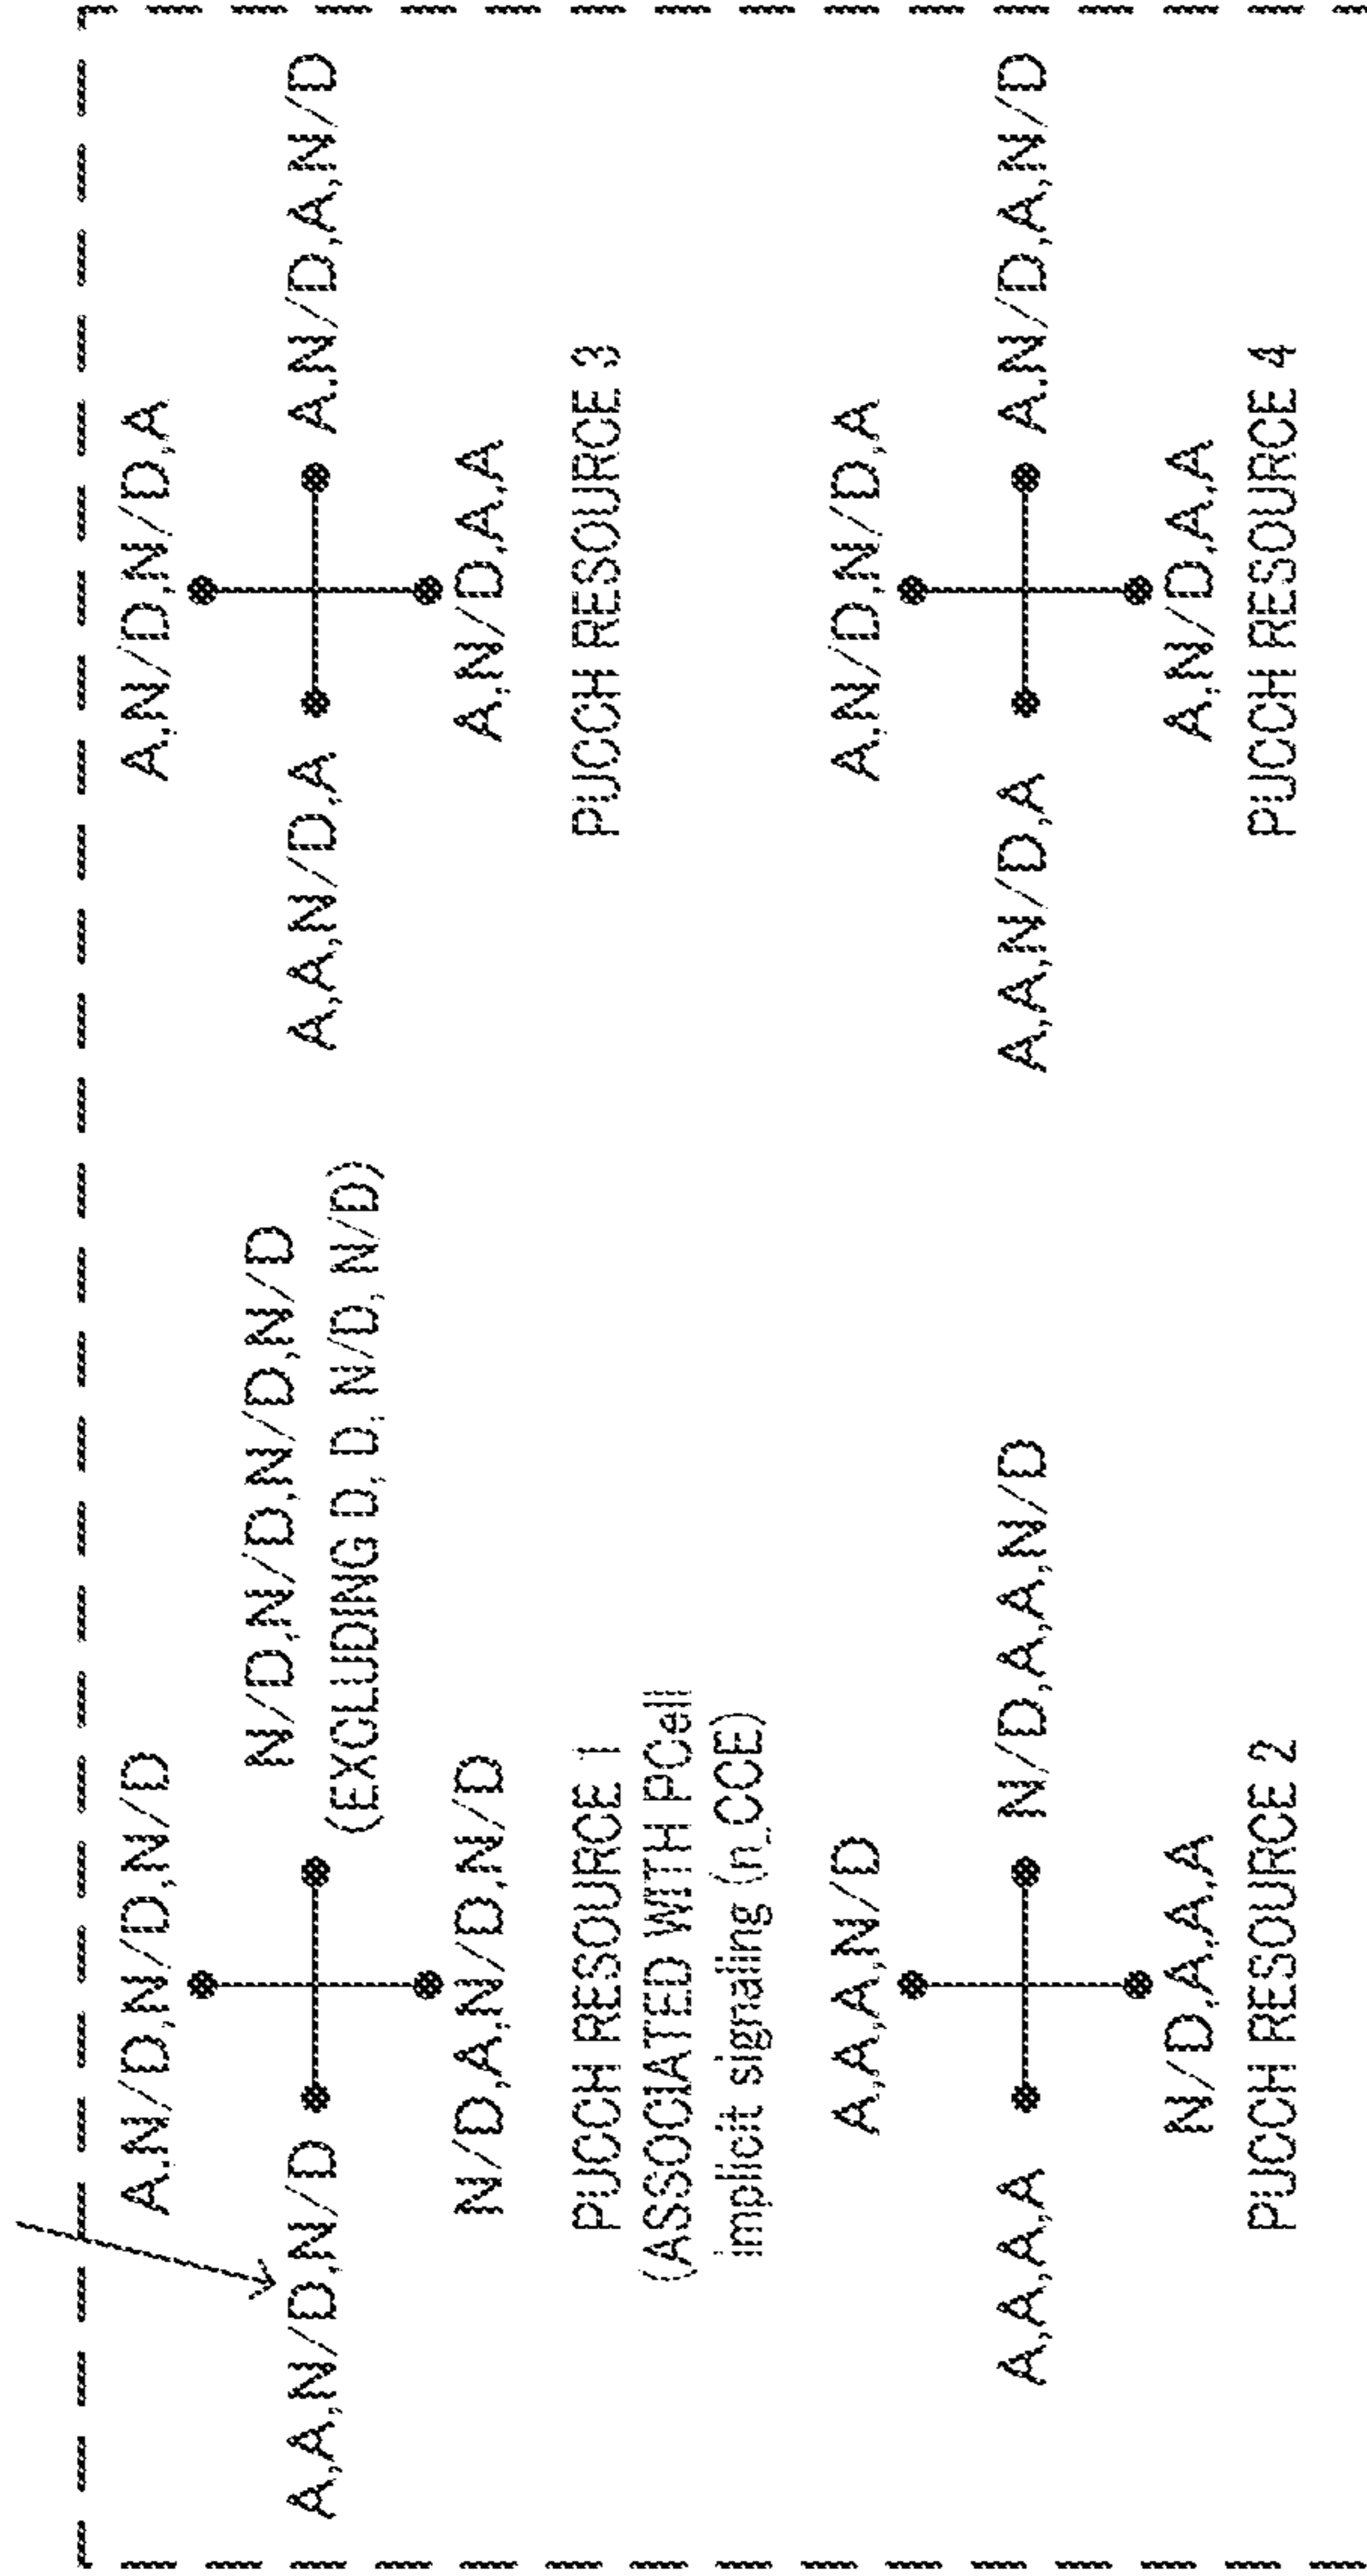 A.N/D,N/D,N/D
A,A,N/D,N/D
N/D,N/D,N/D,N/D
(EXCLUDING D, D, N/D, N/D)
N/D,A,N/D,N/D
PUCCH RESOURCE 1
(ASSOCIATED WITH PCell
implicit signaling (n_CCE)
A,N/D,N/D,A
A,A,N/D,A
A.N/D,A,N/D
A,N/D,A,A
PUCCH RESOURCE 3
A,A,A,N/D
A,A,A,A
N/D,A,A,N/D
N/D,A,A,A
PUCCH RESOURCE 2
A,N/D,N/D,A
A,A,N/D,A
A.N/D,A,N/D
A,N/D,A,A
PUCCH RESOURCE 4